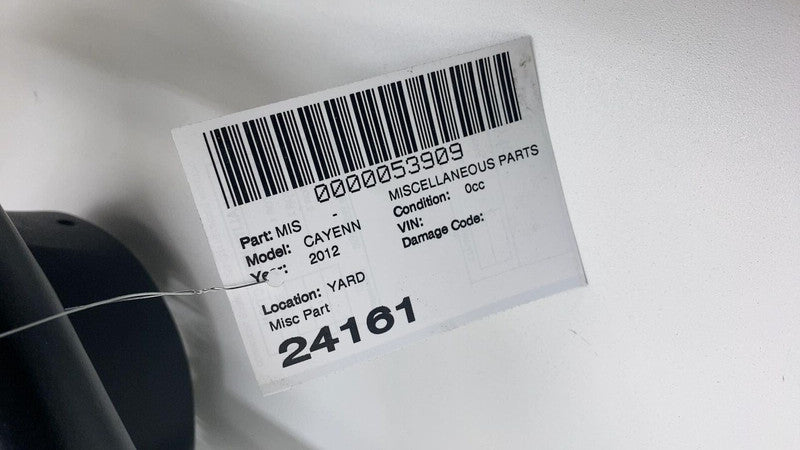 0000053909
MISCELLANEOUS PARTS
Part: MIS -
Condition: 0cc
Model: CAYENN
VIN:
Year: 2012
Damage Code:
Location: YARD
Misc Part
24161